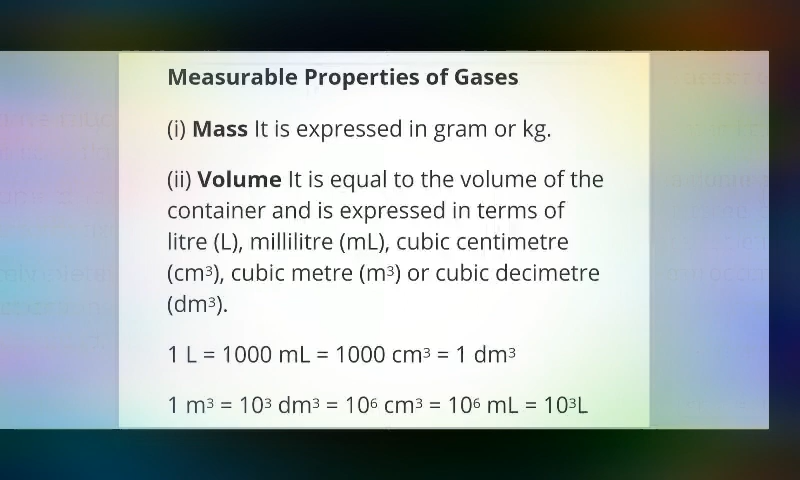 Measurable Properties of Gases
(i) Mass It is expressed in gram or kg.
(ii) Volume It is equal to the volume of the
container and is expressed in terms of
litre (L), millilitre (mL), cubic centimetre
(cm³), cubic metre (m³) or cubic decimetre
(dm³).
1 L = 1000 mL = 1000 cm³ = 1 dm³
1 m³ = 10³ dm³ = 10⁶ cm³ = 10⁶ mL = 10³L